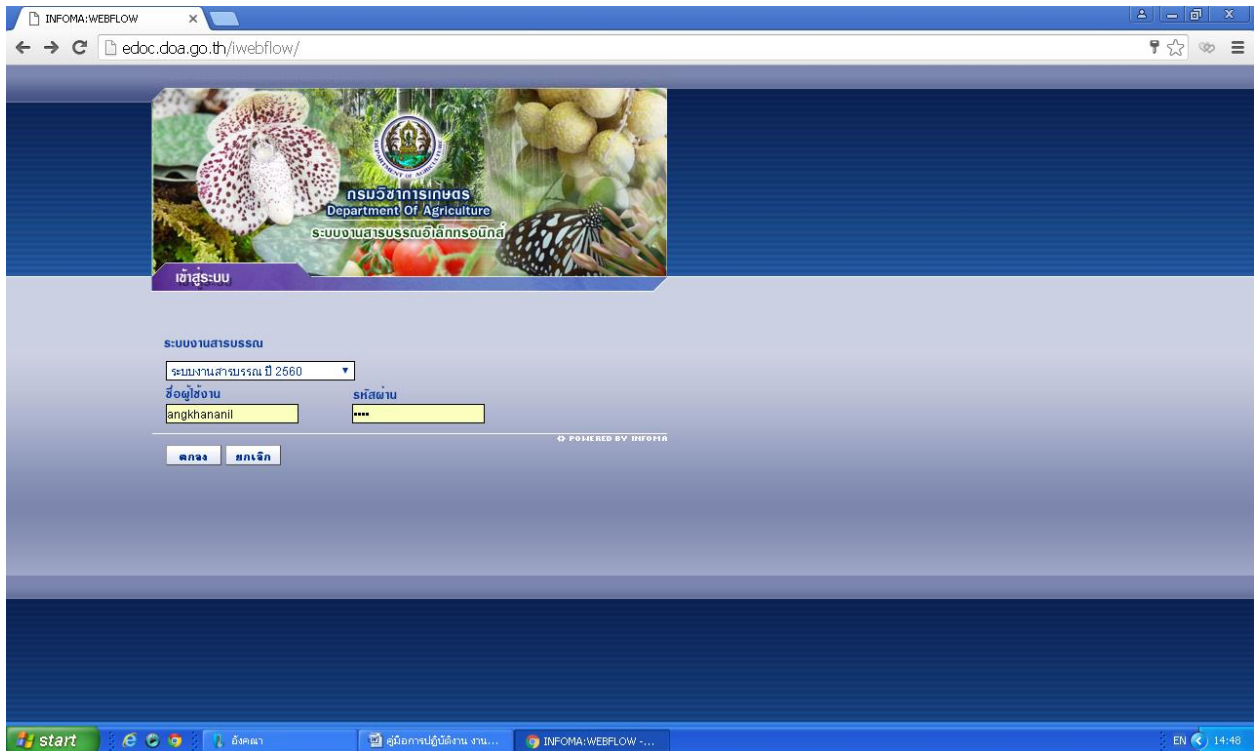 INFOMA:WEBFLOW
edoc.doa.go.th/iwebflow/
DEPARTMENT OF AGRICULTURE
กรมวิชาการเกษตร
Department Of Agriculture
ระบบงานสารบรรณอิเล็กทรอนิกส์
เข้าสู่ระบบ
ระบบงานสารบรรณ
ระบบงานสารบรรณ ปี 2560
ชื่อผู้ใช้งาน รหัสผ่าน
angkhananil ••••
POWERED BY INFOMA
ตกลง ยกเลิก
start อังคณา คู่มือการปฏิบัติงาน งาน... INFOMA:WEBFLOW -... EN 14:48